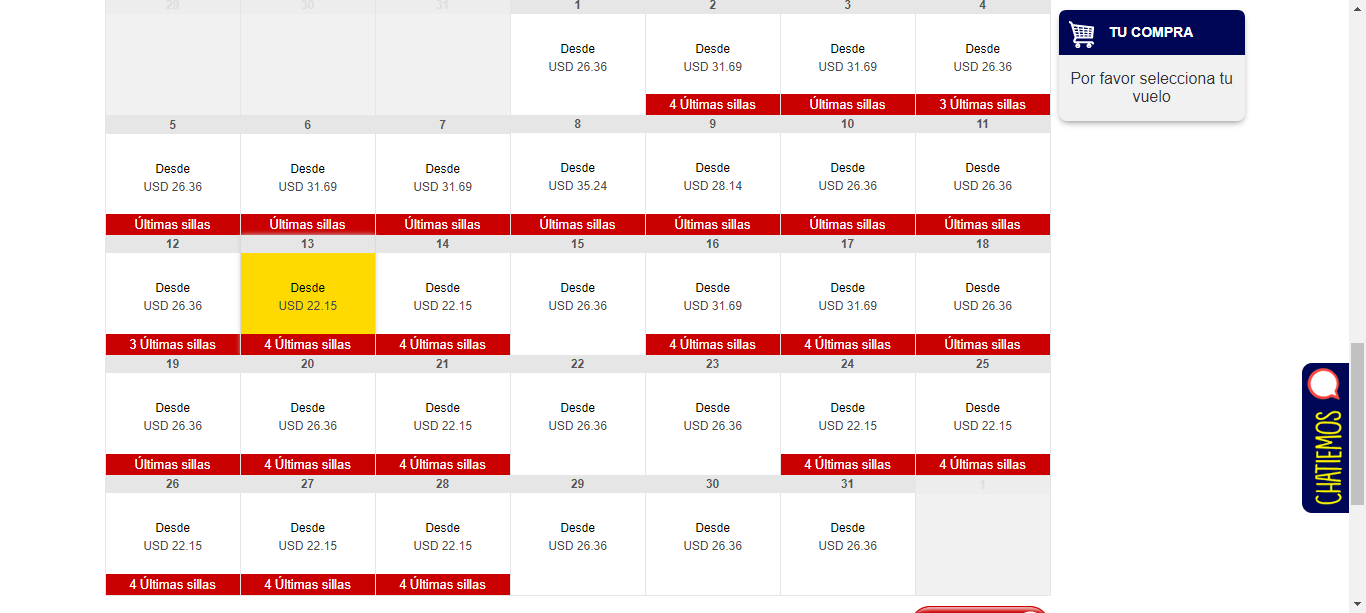 29 30 31 1 2 3 4
Desde Desde Desde Desde
USD 26.36 USD 31.69 USD 31.69 USD 26.36
4 Últimas sillas Últimas sillas 3 Últimas sillas
TU COMPRA
Por favor selecciona tu
vuelo
5 6 7 8 9 10 11
Desde Desde Desde Desde Desde Desde Desde
USD 26.36 USD 31.69 USD 31.69 USD 35.24 USD 28.14 USD 26.36 USD 26.36
Últimas sillas Últimas sillas Últimas sillas Últimas sillas Últimas sillas Últimas sillas Últimas sillas
12 13 14 15 16 17 18
Desde Desde Desde Desde Desde Desde Desde
USD 26.36 USD 22.15 USD 22.15 USD 26.36 USD 31.69 USD 31.69 USD 26.36
3 Últimas sillas 4 Últimas sillas 4 Últimas sillas 4 Últimas sillas 4 Últimas sillas Últimas sillas
19 20 21 22 23 24 25
Desde Desde Desde Desde Desde Desde Desde
USD 26.36 USD 26.36 USD 22.15 USD 26.36 USD 26.36 USD 22.15 USD 22.15
Últimas sillas 4 Últimas sillas 4 Últimas sillas 4 Últimas sillas 4 Últimas sillas
26 27 28 29 30 31 1
Desde Desde Desde Desde Desde Desde
USD 22.15 USD 22.15 USD 22.15 USD 26.36 USD 26.36 USD 26.36
4 Últimas sillas 4 Últimas sillas 4 Últimas sillas
CHATIEMOS